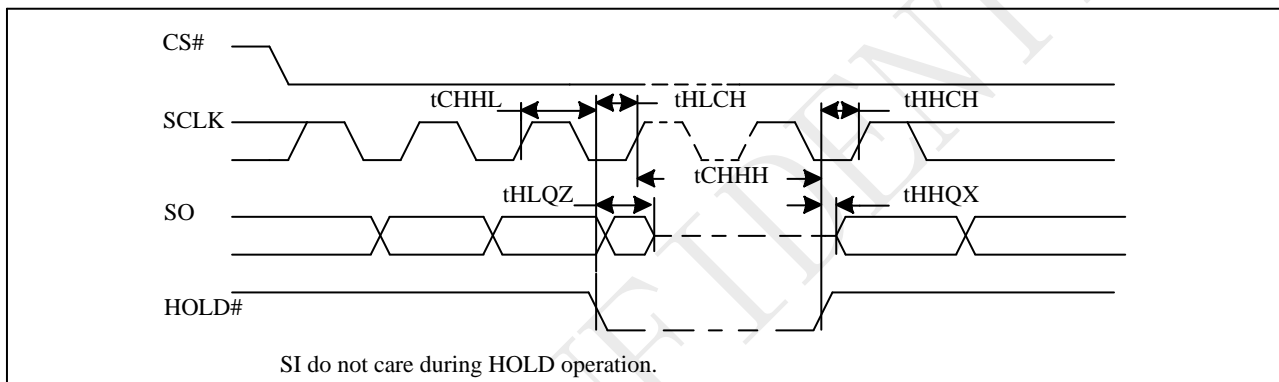 CS#
tCHHL
tHLCH
tHHCH
SCLK
tCHHH
tHLQZ
tHHQX
SO
HOLD#
SI do not care during HOLD operation.